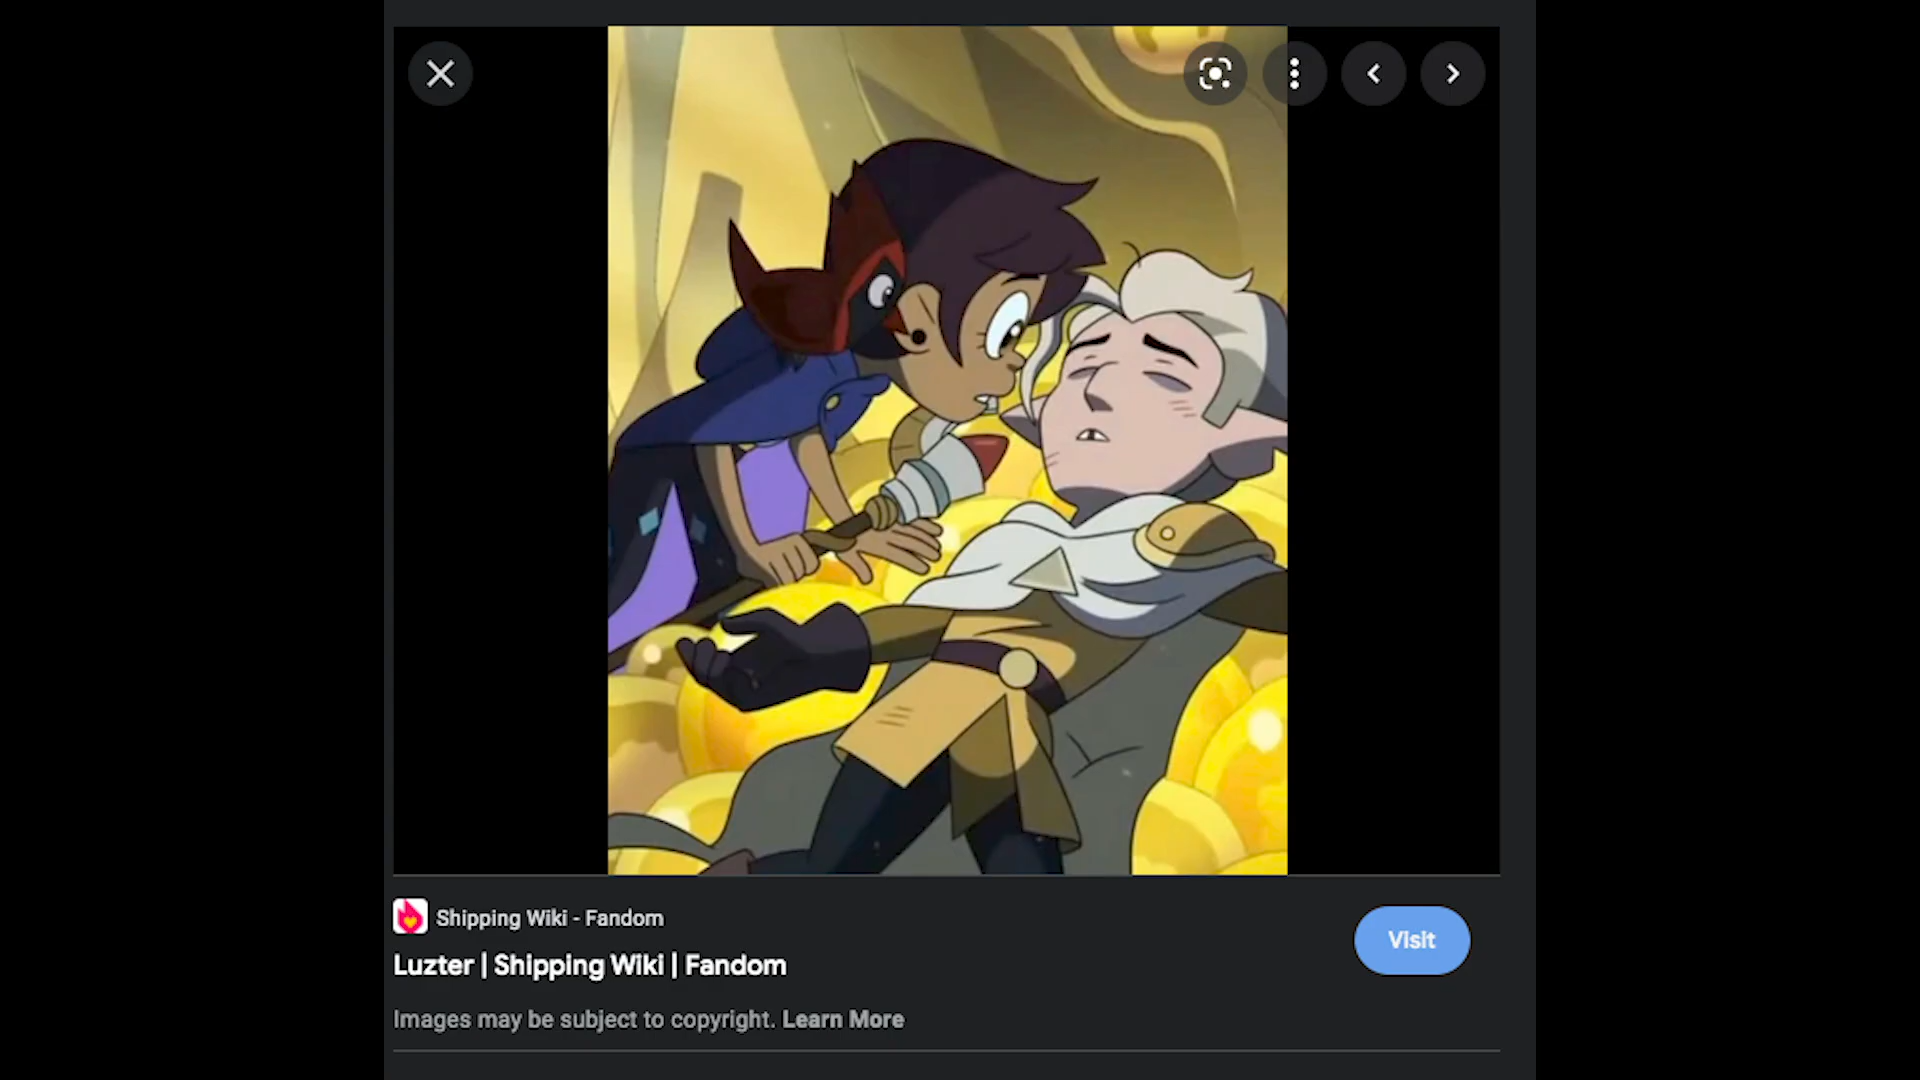 Shipping Wiki - Fandom
Visit
Luzter | Shipping Wiki | Fandom
Images may be subject to copyright. Learn More